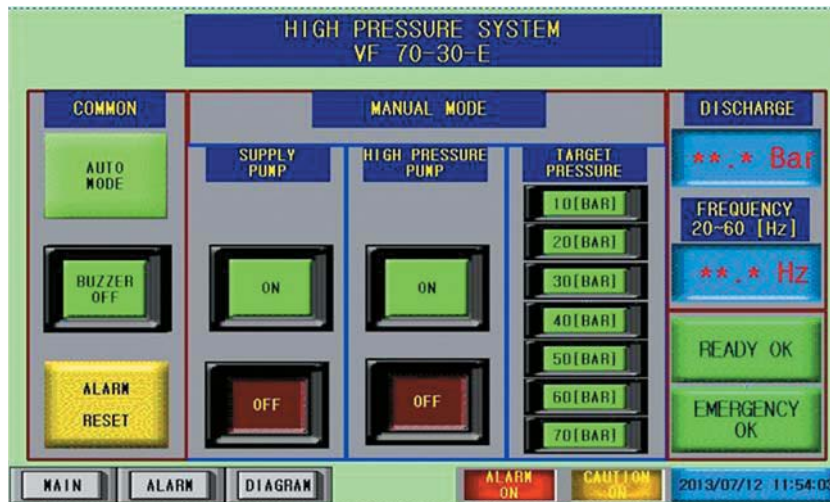 HIGH PRESSURE SYSTEM
VF 70-30-E
COMMON
AUTO
MODE
BUZZER
OFF
ALARM
RESET
MANUAL MODE
SUPPLY
PUMP
ON
OFF
HIGH PRESSURE
PUMP
ON
OFF
TARGET
PRESSURE
10[BAR]
20[BAR]
30[BAR]
40[BAR]
50[BAR]
60[BAR]
70[BAR]
DISCHARGE
**.* Bar
FREQUENCY
20~60 [Hz]
**.* Hz
READY OK
EMERGENCY
OK
MAIN
ALARM
DIAGRAM
ALARM
ON
CAUTION
ON
2013/07/12 11:54:03